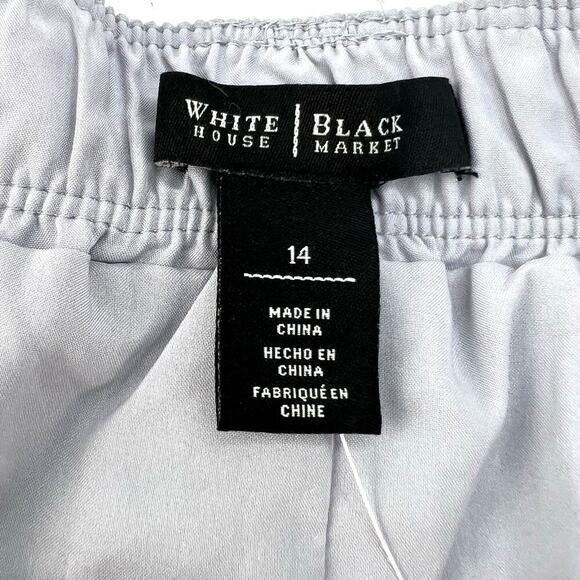 WHITE | BLACK
HOUSE | MARKET
14
MADE IN
CHINA
HECHO EN
CHINA
FABRIQUÉ EN
CHINE